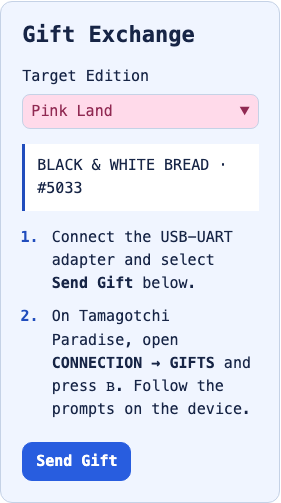 Gift Exchange
Target Edition
Pink Land ▼
BLACK & WHITE BREAD ·
#5033
1. Connect the USB-UART
adapter and select
Send Gift below.
2. On Tamagotchi
Paradise, open
CONNECTION → GIFTS and
press B. Follow the
prompts on the device.
Send Gift